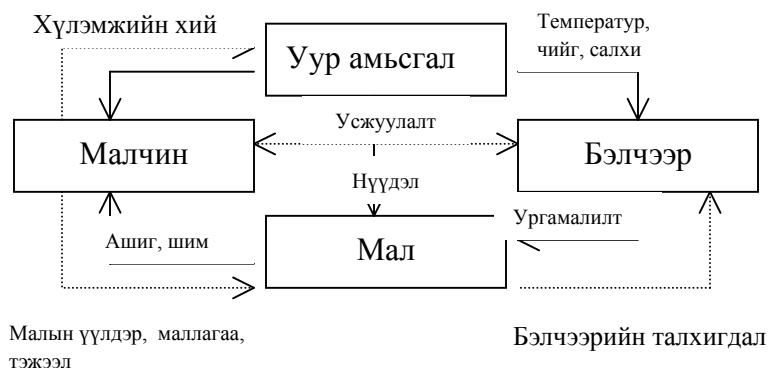 Хүлэмжийн хий
Температур,
чийг, салхи
Уур амьсгал
Усжуулалт
Малчин
Бэлчээр
Нүүдэл
Ашиг, шим
Ургамалилт
Мал
Малын үүлдэр, маллагаа,
тэжээл
Бэлчээрийн талхигдал